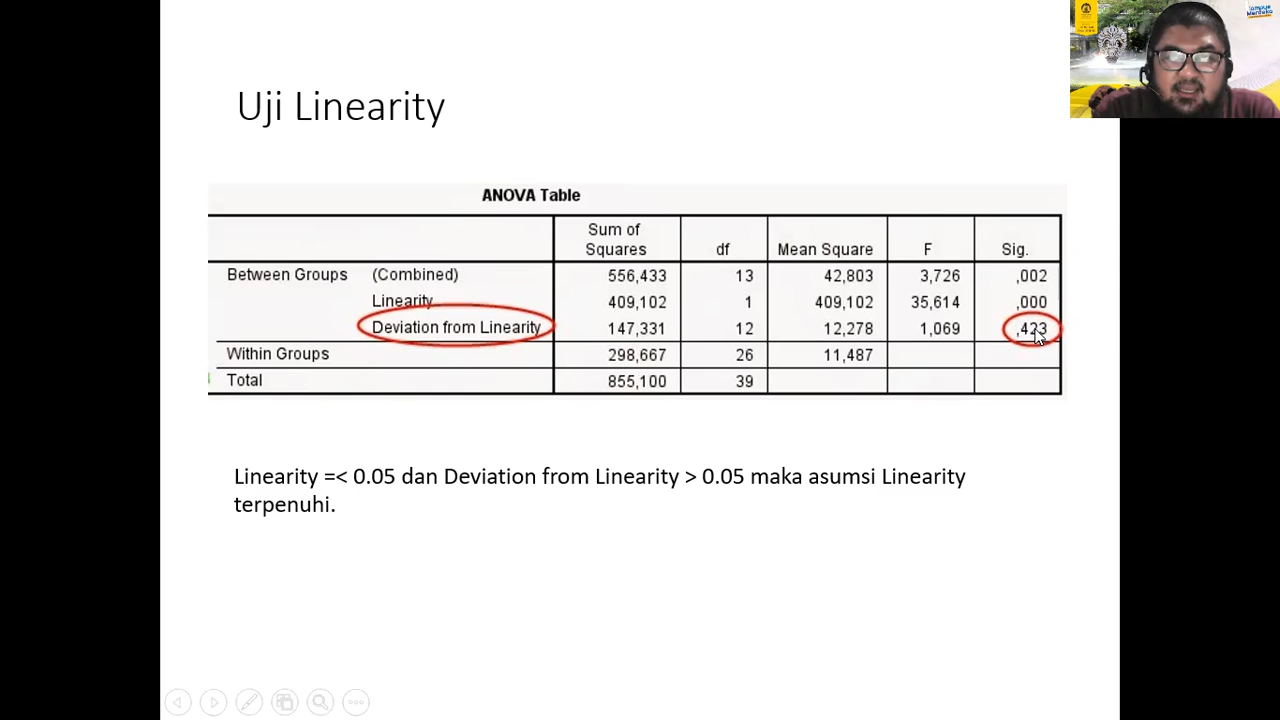 Uji Linearity
ANOVA Table
Sum of Squares df Mean Square F Sig.
Between Groups (Combined) 556,433 13 42,803 3,726 ,002
Linearity 409,102 1 409,102 35,614 ,000
Deviation from Linearity 147,331 12 12,278 1,069 ,423
Within Groups 298,667 26 11,487
Total 855,100 39
Linearity =< 0.05 dan Deviation from Linearity > 0.05 maka asumsi Linearity
terpenuhi.